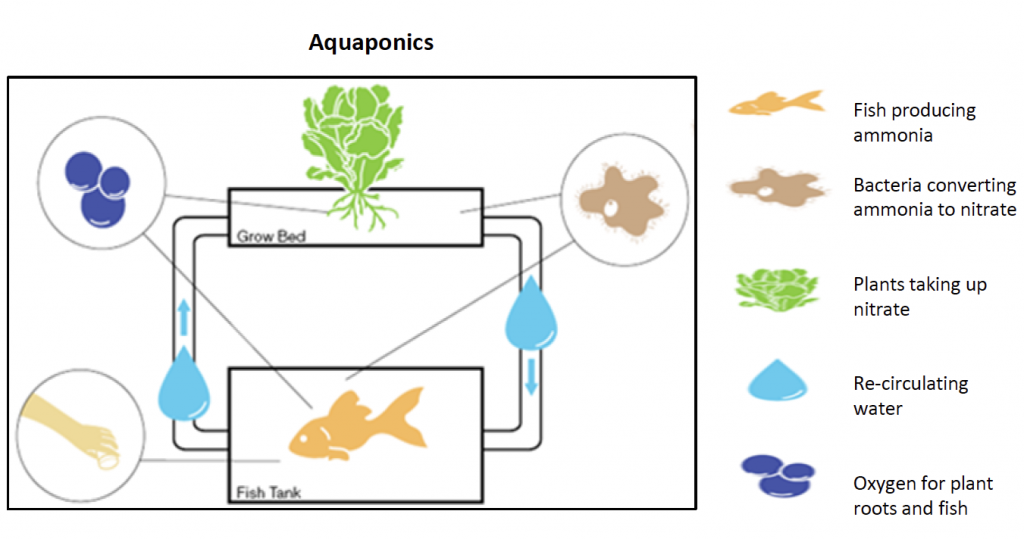 Aquaponics
Grow Bed
Fish Tank
Fish producing
ammonia
Bacteria converting
ammonia to nitrate
Plants taking up
nitrate
Re-circulating
water
Oxygen for plant
roots and fish